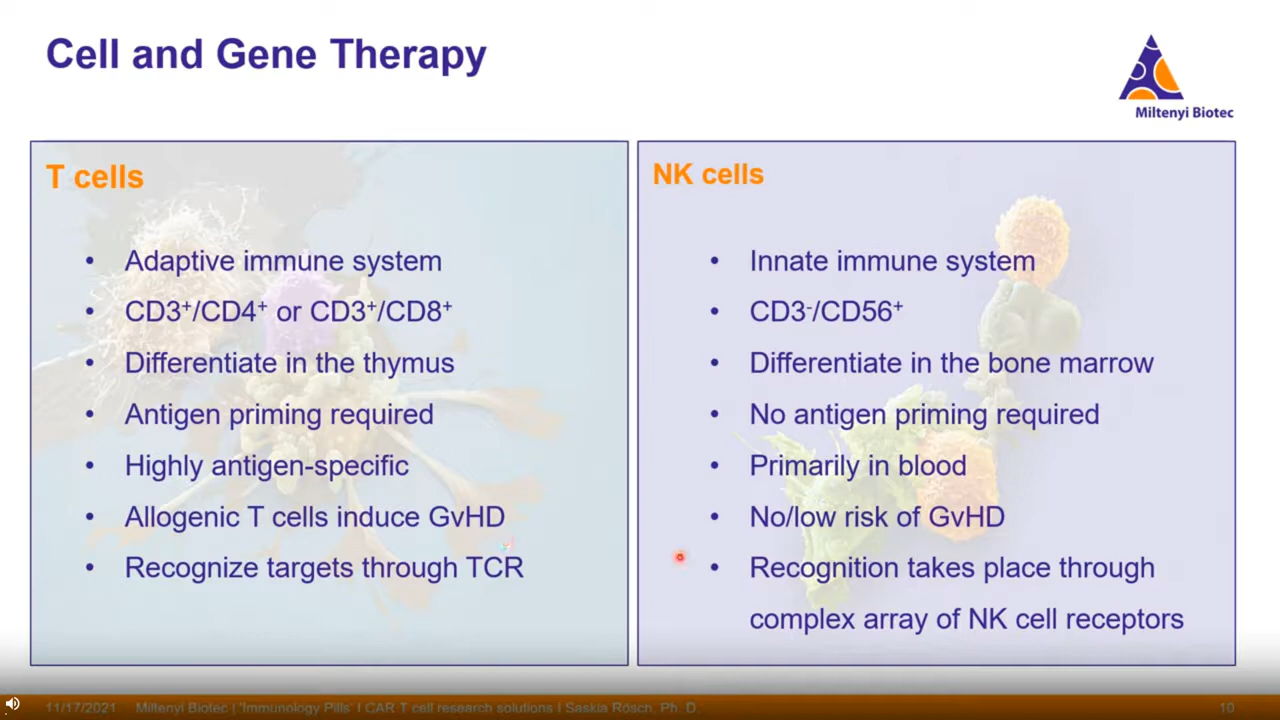 Cell and Gene Therapy
Miltenyi Biotec
T cells
• Adaptive immune system
• CD3⁺/CD4⁺ or CD3⁺/CD8⁺
• Differentiate in the thymus
• Antigen priming required
• Highly antigen-specific
• Allogenic T cells induce GvHD
• Recognize targets through TCR
NK cells
• Innate immune system
• CD3⁻/CD56⁺
• Differentiate in the bone marrow
• No antigen priming required
• Primarily in blood
• No/low risk of GvHD
• Recognition takes place through
complex array of NK cell receptors
11/17/2021 Miltenyi Biotec | 'Immunology Pills' I CAR T cell research solutions I Saskia Rösch, Ph. D. 10